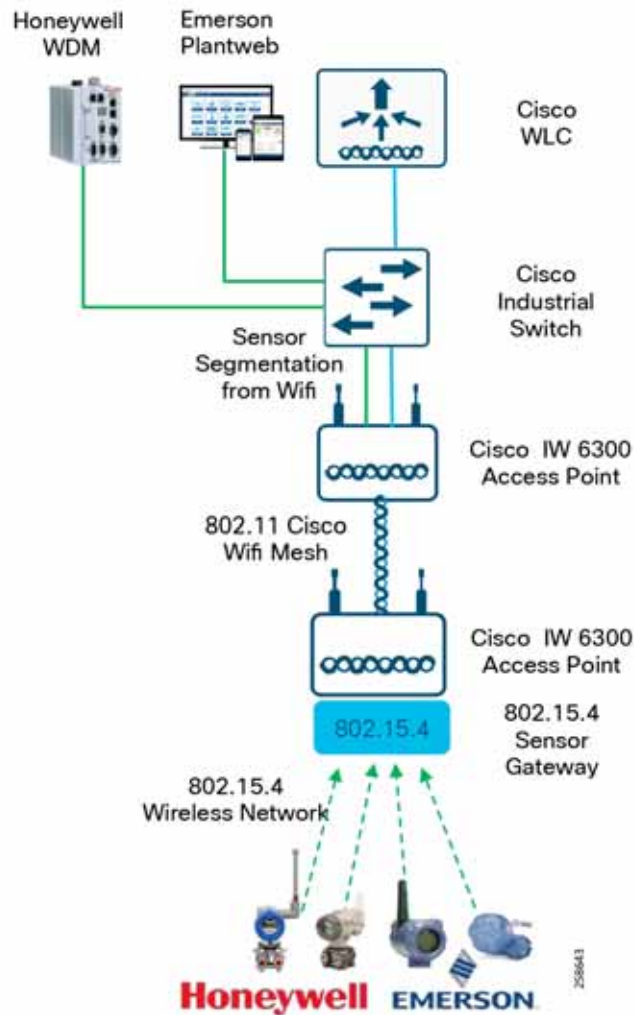 Honeywell
WDM
Emerson
Plantweb
Cisco
WLC
Cisco
Industrial
Switch
Sensor
Segmentation
from Wifi
Cisco IW 6300
Access Point
802.11 Cisco
Wifi Mesh
Cisco IW 6300
Access Point
802.15.4
802.15.4
Sensor
Gateway
802.15.4
Wireless Network
258643
Honeywell
EMERSON